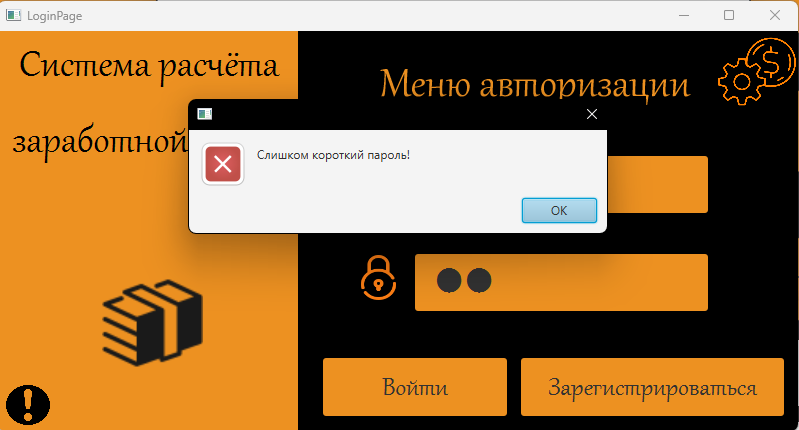 LoginPage
Система расчёта
заработной
Меню авторизации
Слишком короткий пароль!
OK
Войти
Зарегистрироваться